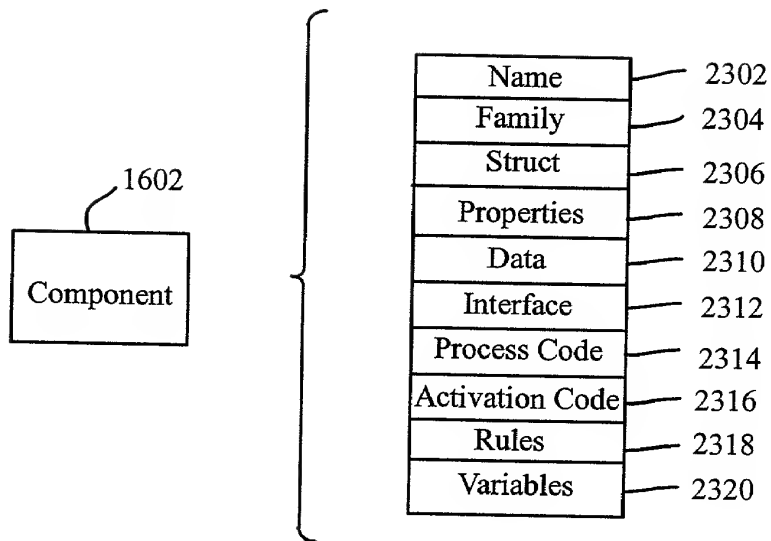 1602
Component
Name 2302
Family 2304
Struct 2306
Properties 2308
Data 2310
Interface 2312
Process Code 2314
Activation Code 2316
Rules 2318
Variables 2320